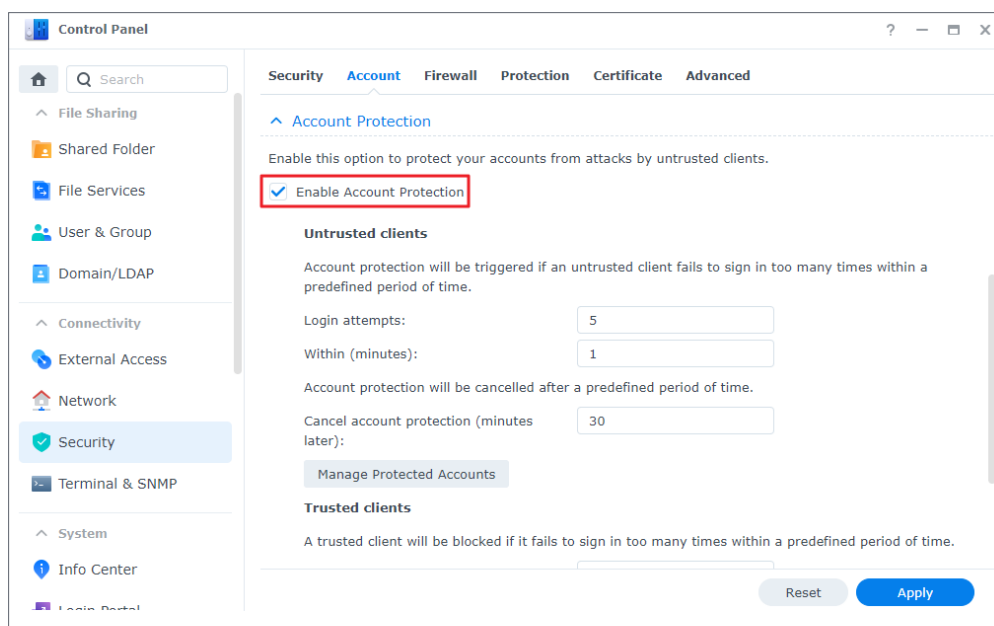 Control Panel
?
Search
File Sharing
Shared Folder
File Services
User & Group
Domain/LDAP
Connectivity
External Access
Network
Security
Terminal & SNMP
System
Info Center
Login Portal
Security Account Firewall Protection Certificate Advanced
Account Protection
Enable this option to protect your accounts from attacks by untrusted clients.
Enable Account Protection
Untrusted clients
Account protection will be triggered if an untrusted client fails to sign in too many times within a
predefined period of time.
Login attempts: 5
Within (minutes): 1
Account protection will be cancelled after a predefined period of time.
Cancel account protection (minutes 30
later):
Manage Protected Accounts
Trusted clients
A trusted client will be blocked if it fails to sign in too many times within a predefined period of time.
Reset Apply